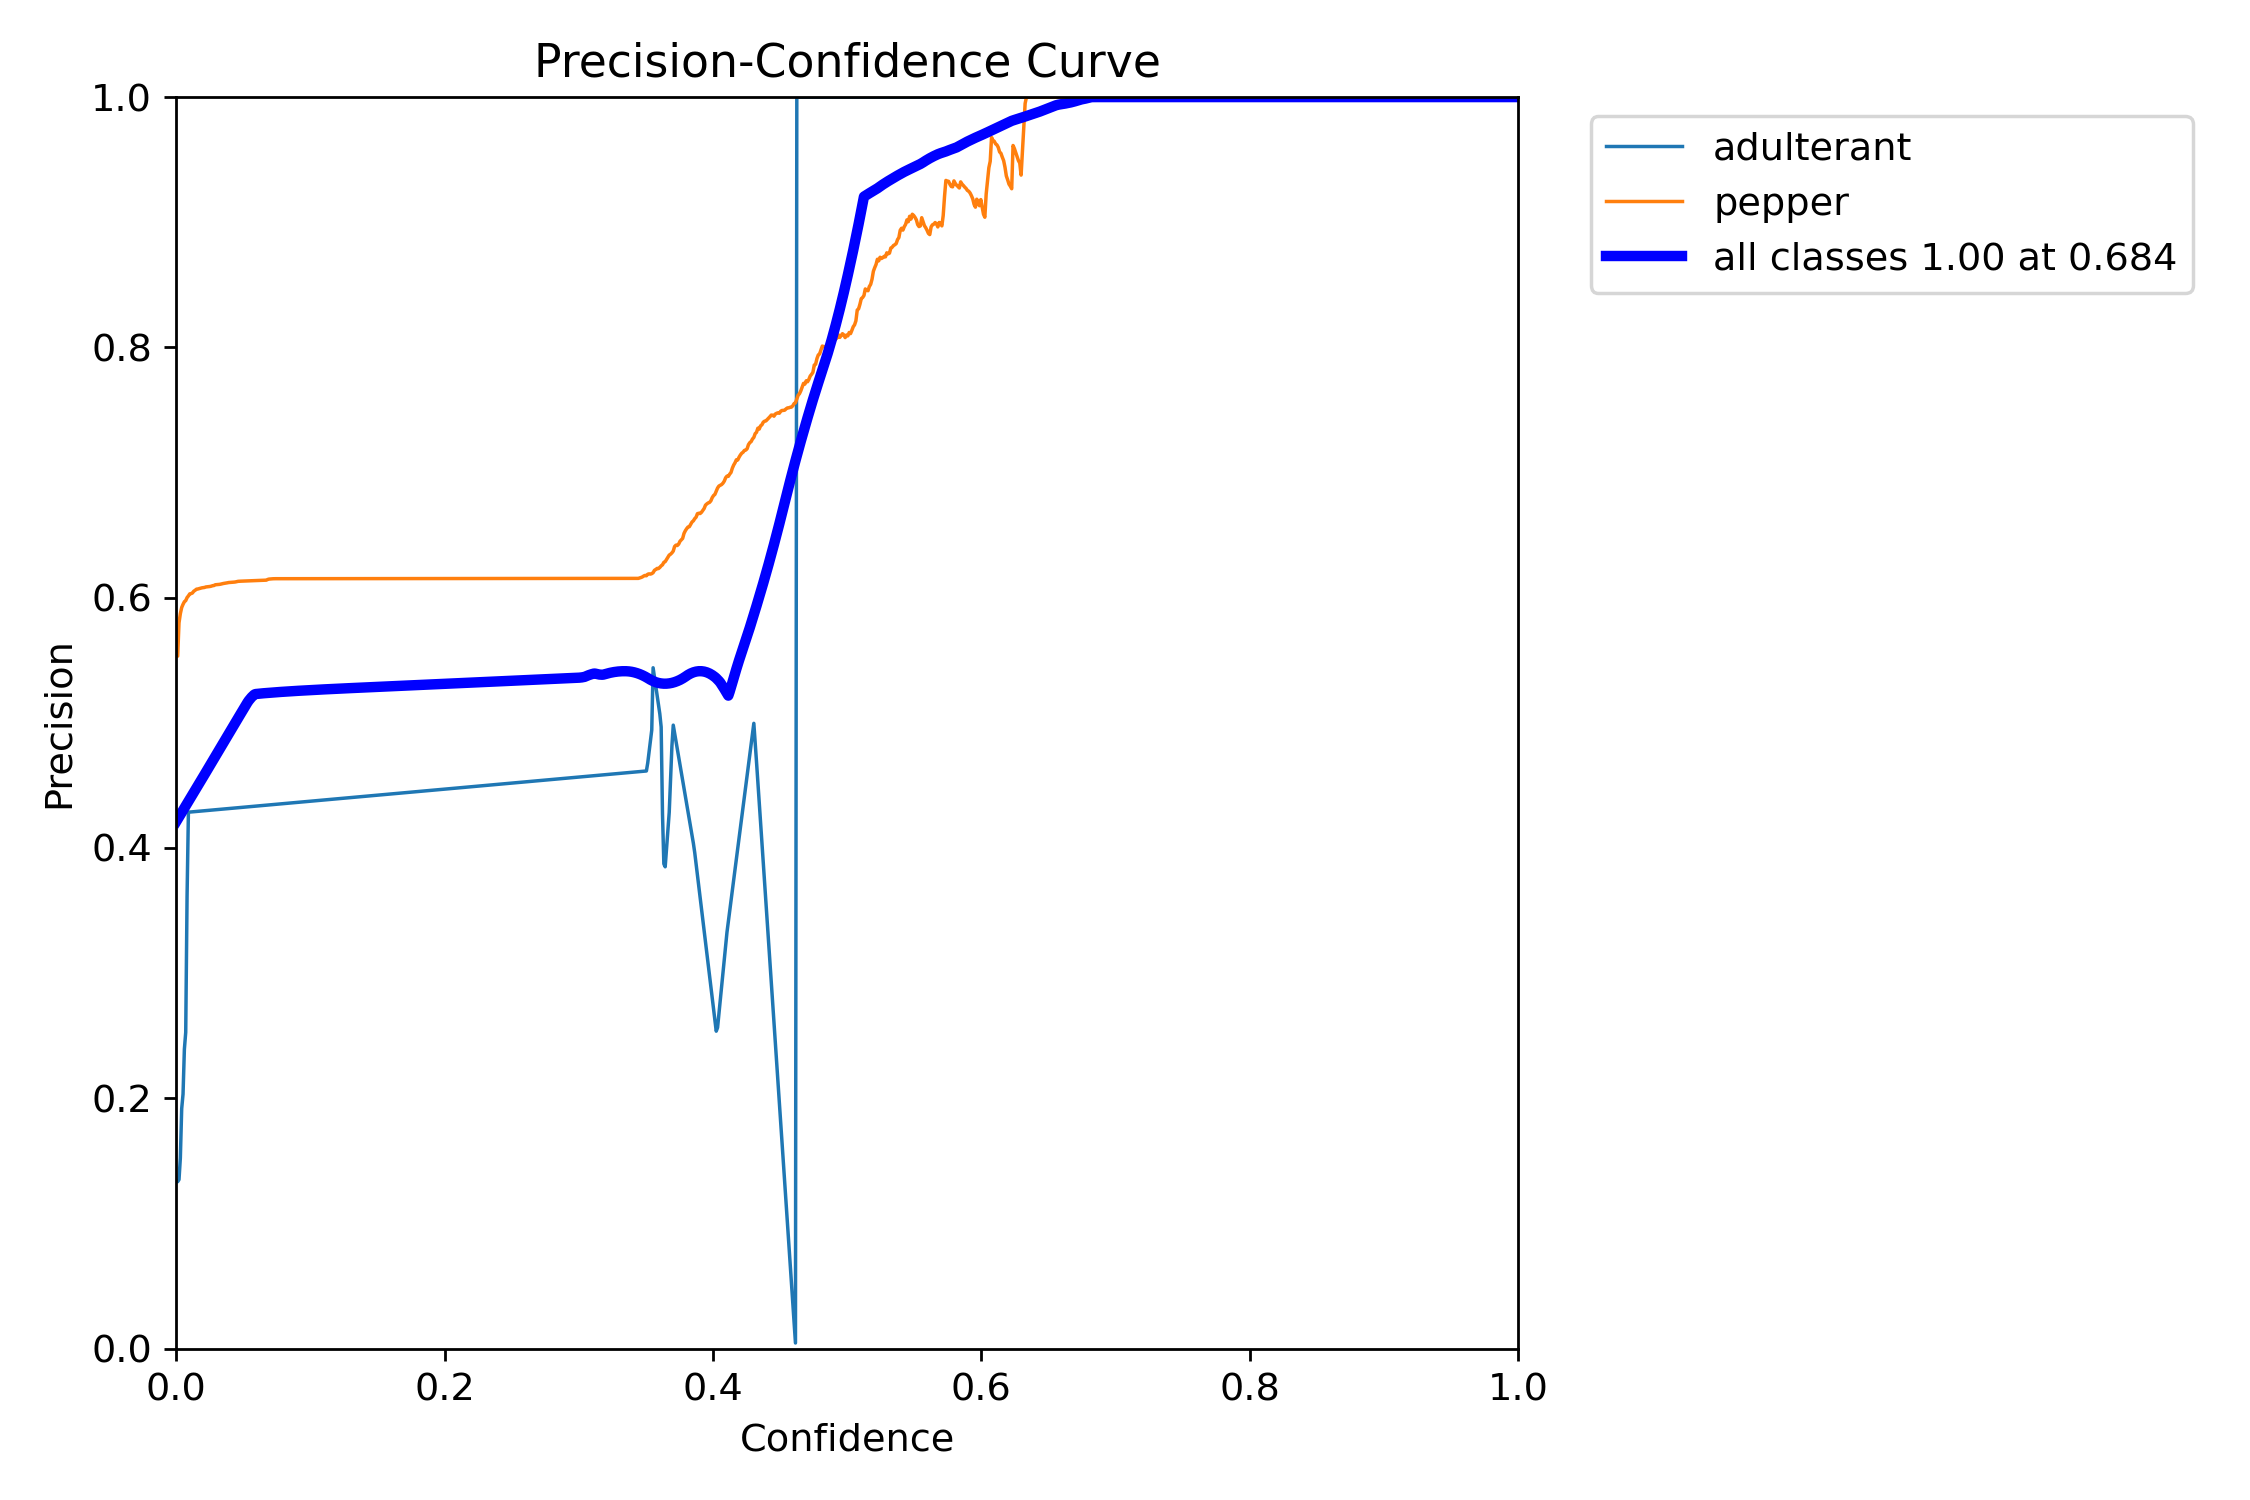 Precision-Confidence Curve
adulterant
pepper
all classes 1.00 at 0.684
Precision
1.0
0.8
0.6
0.4
0.2
0.0
0.0 0.2 0.4 0.6 0.8 1.0
Confidence